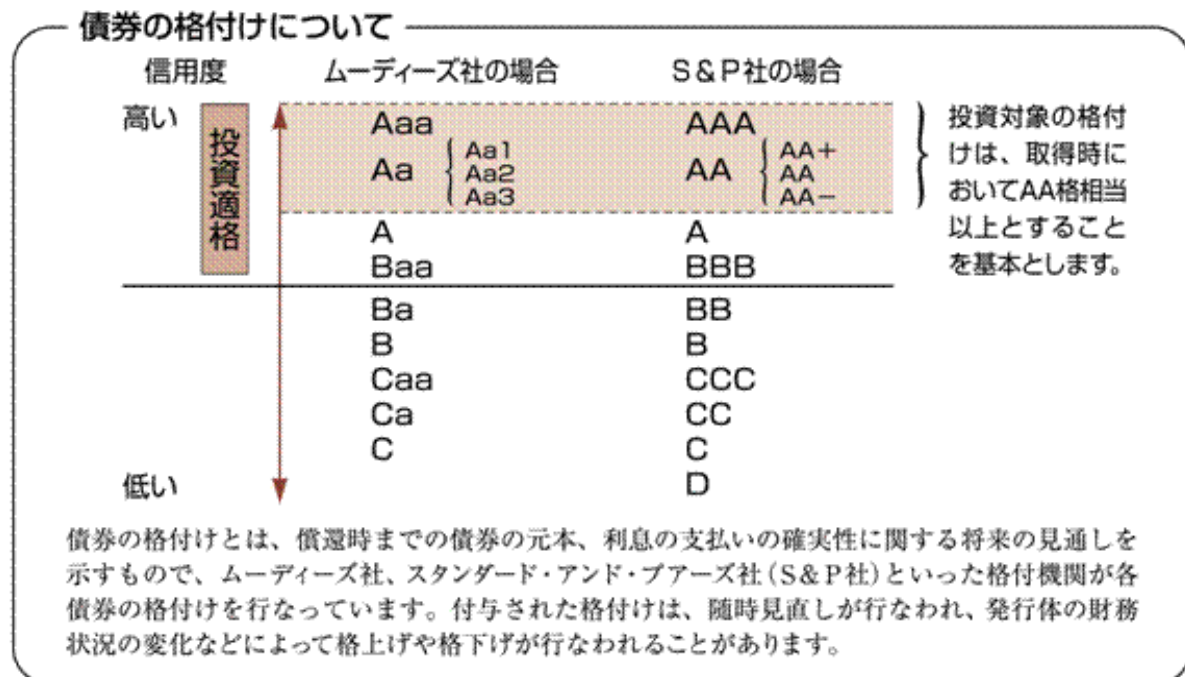 債券の格付けについて
信用度 ムーディーズ社の場合 S&P社の場合
高い
投資適格
Aaa AAA
Aa Aa1 Aa2 Aa3 AA AA+ AA AA−
A A
Baa BBB
投資対象の格付
けは、取得時に
おいてAA格相当
以上とすること
を基本とします。
Ba BB
B B
Caa CCC
Ca CC
C C
低い D
債券の格付けとは、償還時までの債券の元本、利息の支払いの確実性に関する将来の見通しを
示すもので、ムーディーズ社、スタンダード・アンド・プアーズ社(S&P社)といった格付機関が各
債券の格付けを行なっています。付与された格付けは、随時見直しが行なわれ、発行体の財務
状況の変化などによって格上げや格下げが行なわれることがあります。